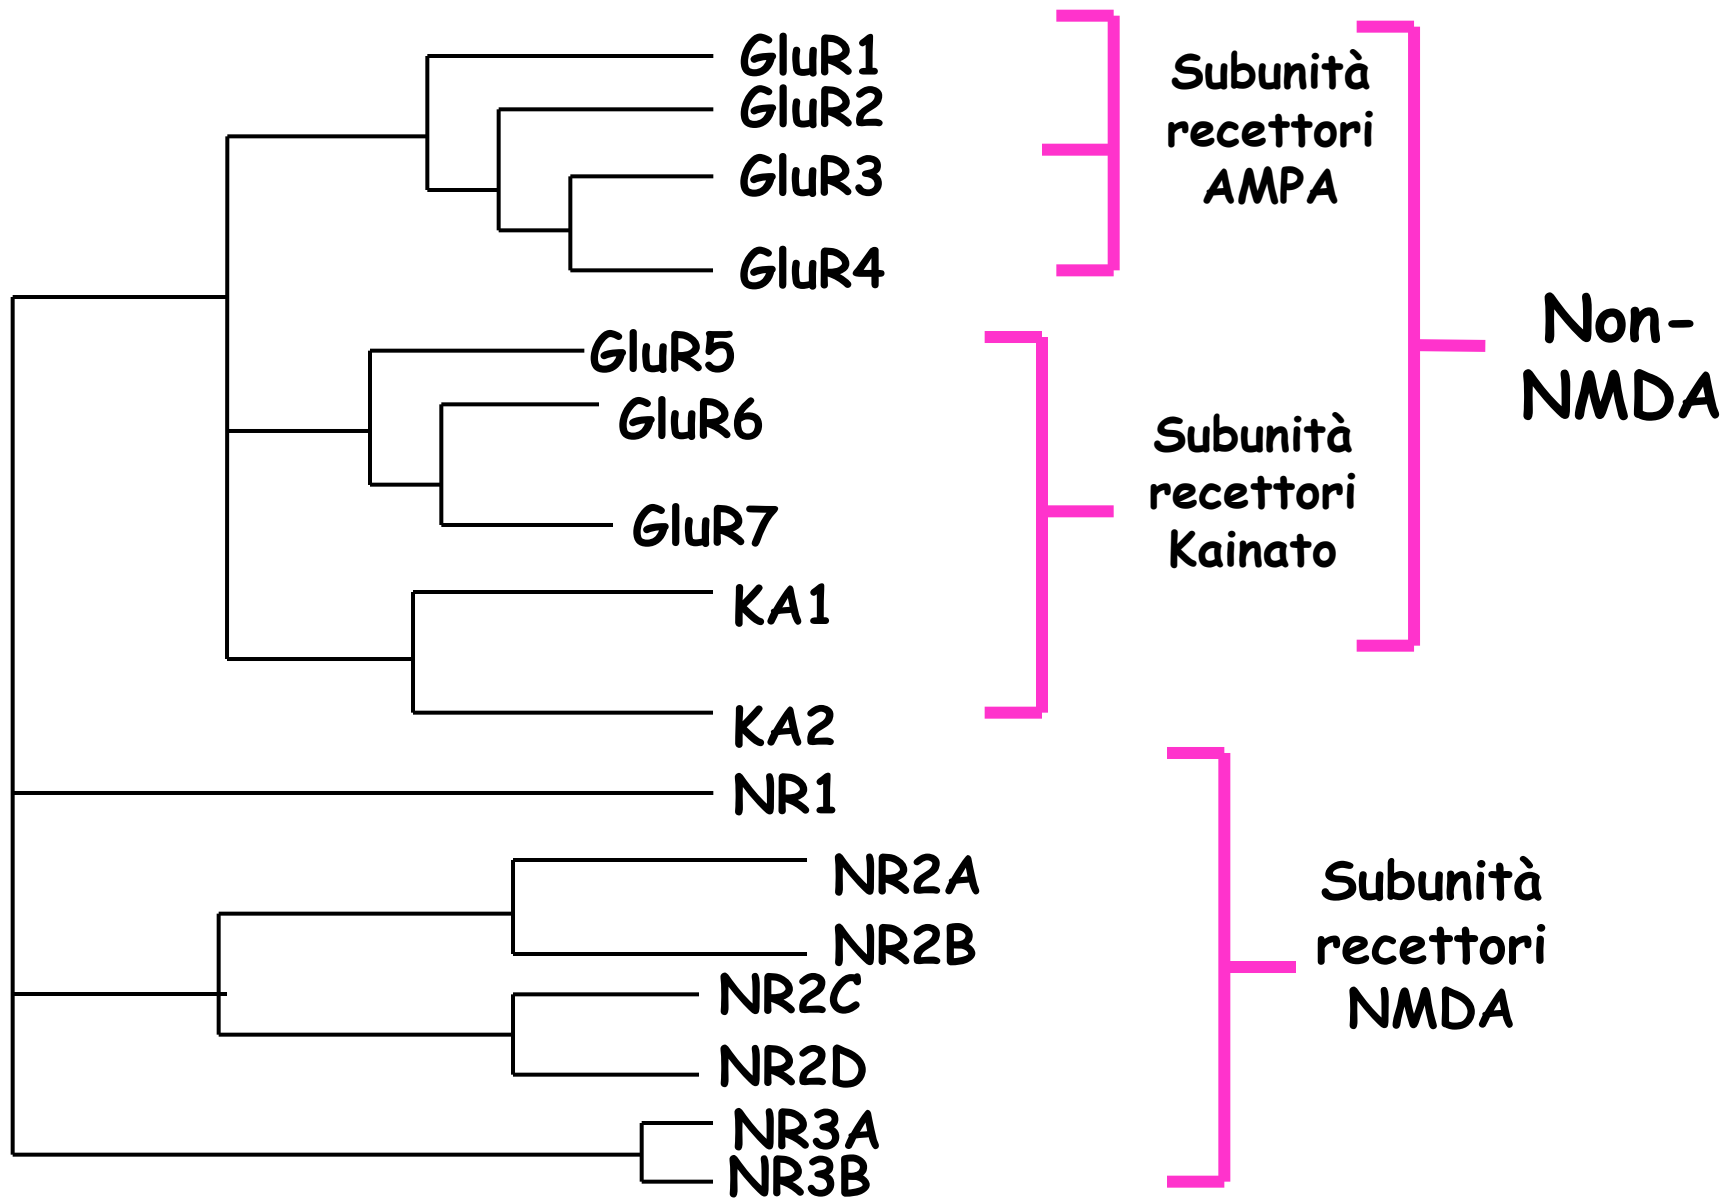 GluR1
GluR2
GluR3
GluR4
Subunità
recettori
AMPA
GluR5
GluR6
GluR7
KA1
KA2
Subunità
recettori
Kainato
Non-
NMDA
NR1
NR2A
NR2B
NR2C
NR2D
NR3A
NR3B
Subunità
recettori
NMDA